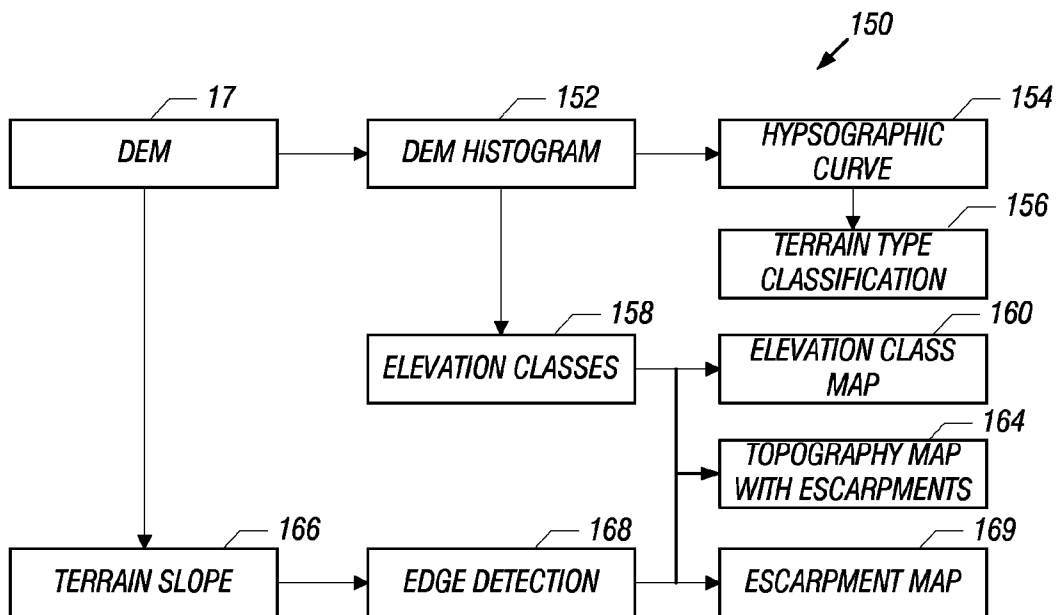 150
17
152
154
DEM
DEM HISTOGRAM
HYPSOGRAPHIC
CURVE
156
TERRAIN TYPE
CLASSIFICATION
158
160
ELEVATION CLASSES
ELEVATION CLASS
MAP
164
TOPOGRAPHY MAP
WITH ESCARPMENTS
166
168
169
TERRAIN SLOPE
EDGE DETECTION
ESCARPMENT MAP